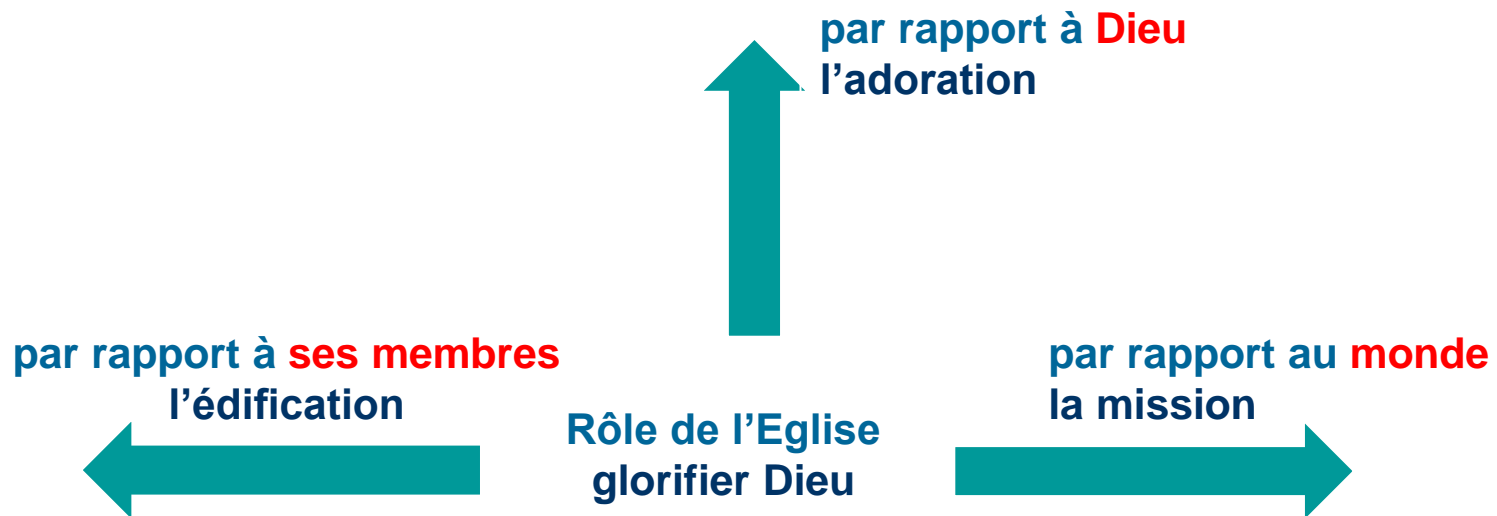 par rapport à Dieu
l’adoration
par rapport à ses membres
l’édification
par rapport au monde
la mission
Rôle de l’Eglise
glorifier Dieu